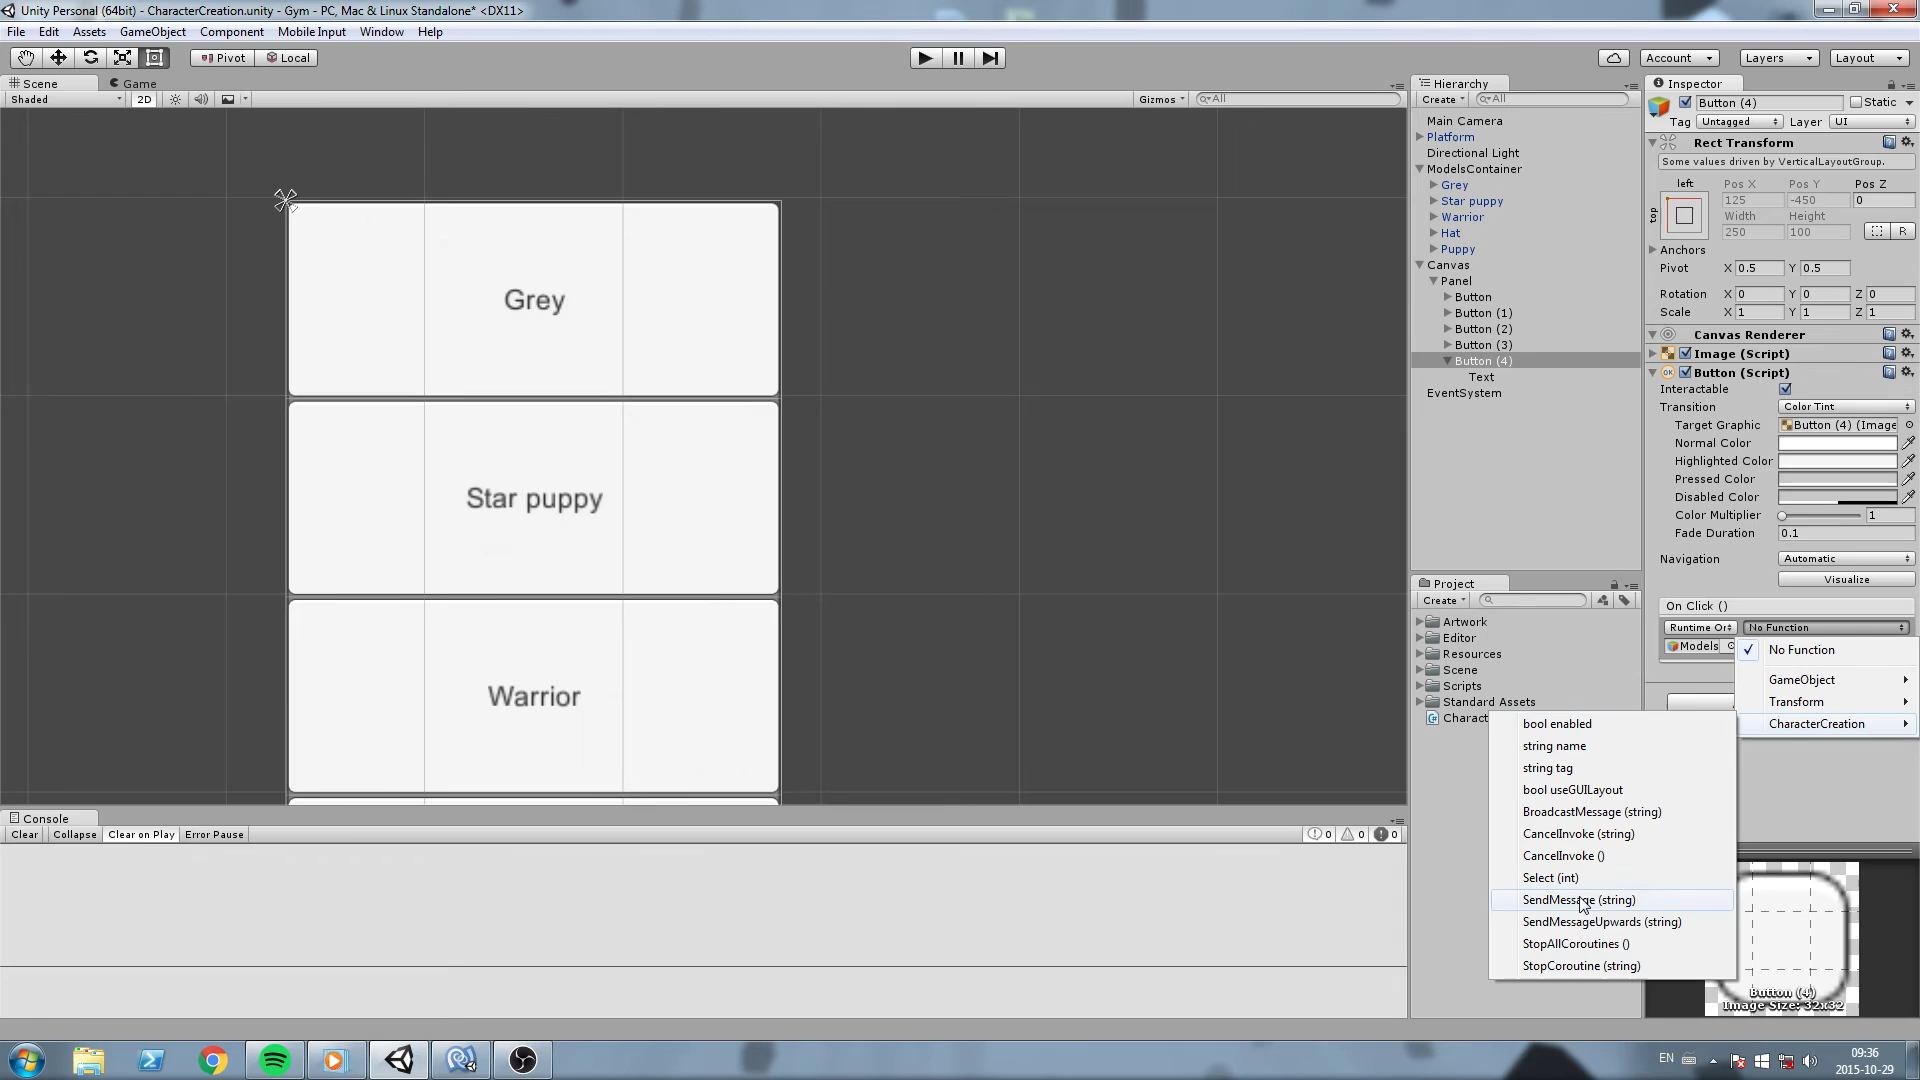 Unity Personal (64bit) - CharacterCreation.unity - Gym - PC, Mac & Linux Standalone* <DX11>
File Edit Assets GameObject Component Mobile Input Window Help
Pivot Local Account Layers Layout
Scene Game Hierarchy Inspector
Shaded 2D Gizmos All Create All
Button (4) Static
Tag Untagged Layer UI
Main Camera
Platform
Directional Light
ModelsContainer
Grey
Star puppy
Warrior
Hat
Puppy
Canvas
Panel
Button
Button (1)
Button (2)
Button (3)
Button (4)
Text
EventSystem
Rect Transform
Some values driven by VerticalLayoutGroup.
left Pos X Pos Y Pos Z
top 125 -450 0
Width Height
250 100 R
Anchors
Pivot X 0.5 Y 0.5
Rotation X 0 Y 0 Z 0
Scale X 1 Y 1 Z 1
Canvas Renderer
Image (Script)
Button (Script)
Interactable
Transition Color Tint
Target Graphic Button (4) (Image
Normal Color
Highlighted Color
Pressed Color
Disabled Color
Color Multiplier 1
Fade Duration 0.1
Navigation Automatic
Visualize
On Click ()
Runtime Or No Function
Models
No Function
GameObject
Transform
CharacterCreation
Grey
Star puppy
Warrior
Project
Create
Artwork
Editor
Resources
Scene
Scripts
Standard Assets
Charact
bool enabled
string name
string tag
bool useGUILayout
BroadcastMessage (string)
CancelInvoke (string)
CancelInvoke ()
Select (int)
SendMessage (string)
SendMessageUpwards (string)
StopAllCoroutines ()
StopCoroutine (string)
Console
Clear Collapse Clear on Play Error Pause 0 0 0
Button (4)
Image Size: 32x32
EN 09:36
2015-10-29